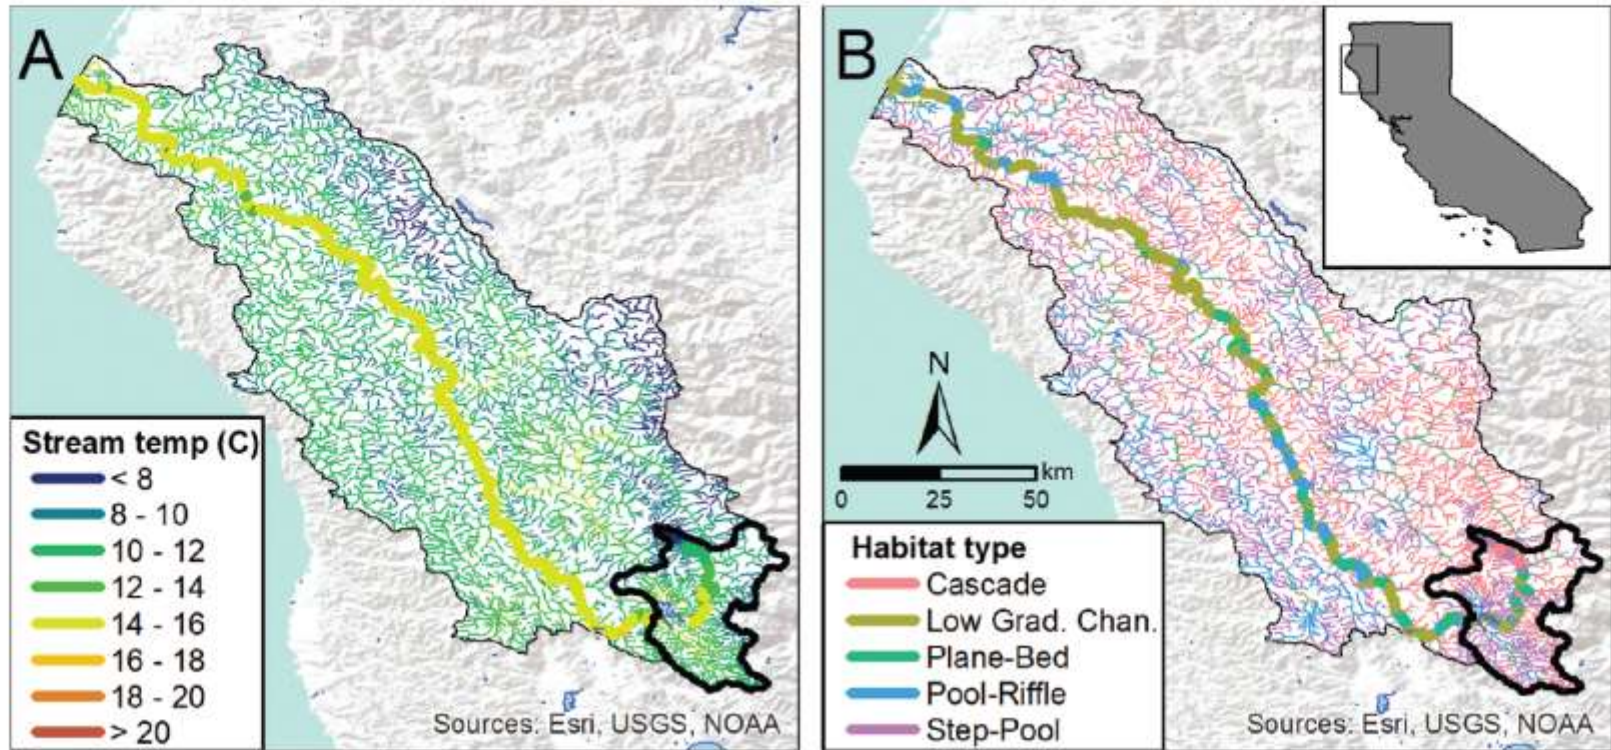 A
Stream temp (C)
< 8
8 - 10
10 - 12
12 - 14
14 - 16
16 - 18
18 - 20
> 20
Sources: Esri, USGS, NOAA
B
N
km
0 25 50
Habitat type
Cascade
Low Grad. Chan.
Plane-Bed
Pool-Riffle
Step-Pool
Sources: Esri, USGS, NOAA